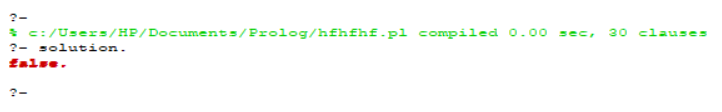 ?-
% c:/Users/HP/Documents/Prolog/hfhfhf.pl compiled 0.00 sec, 30 clauses
?- solution.
false.
?-